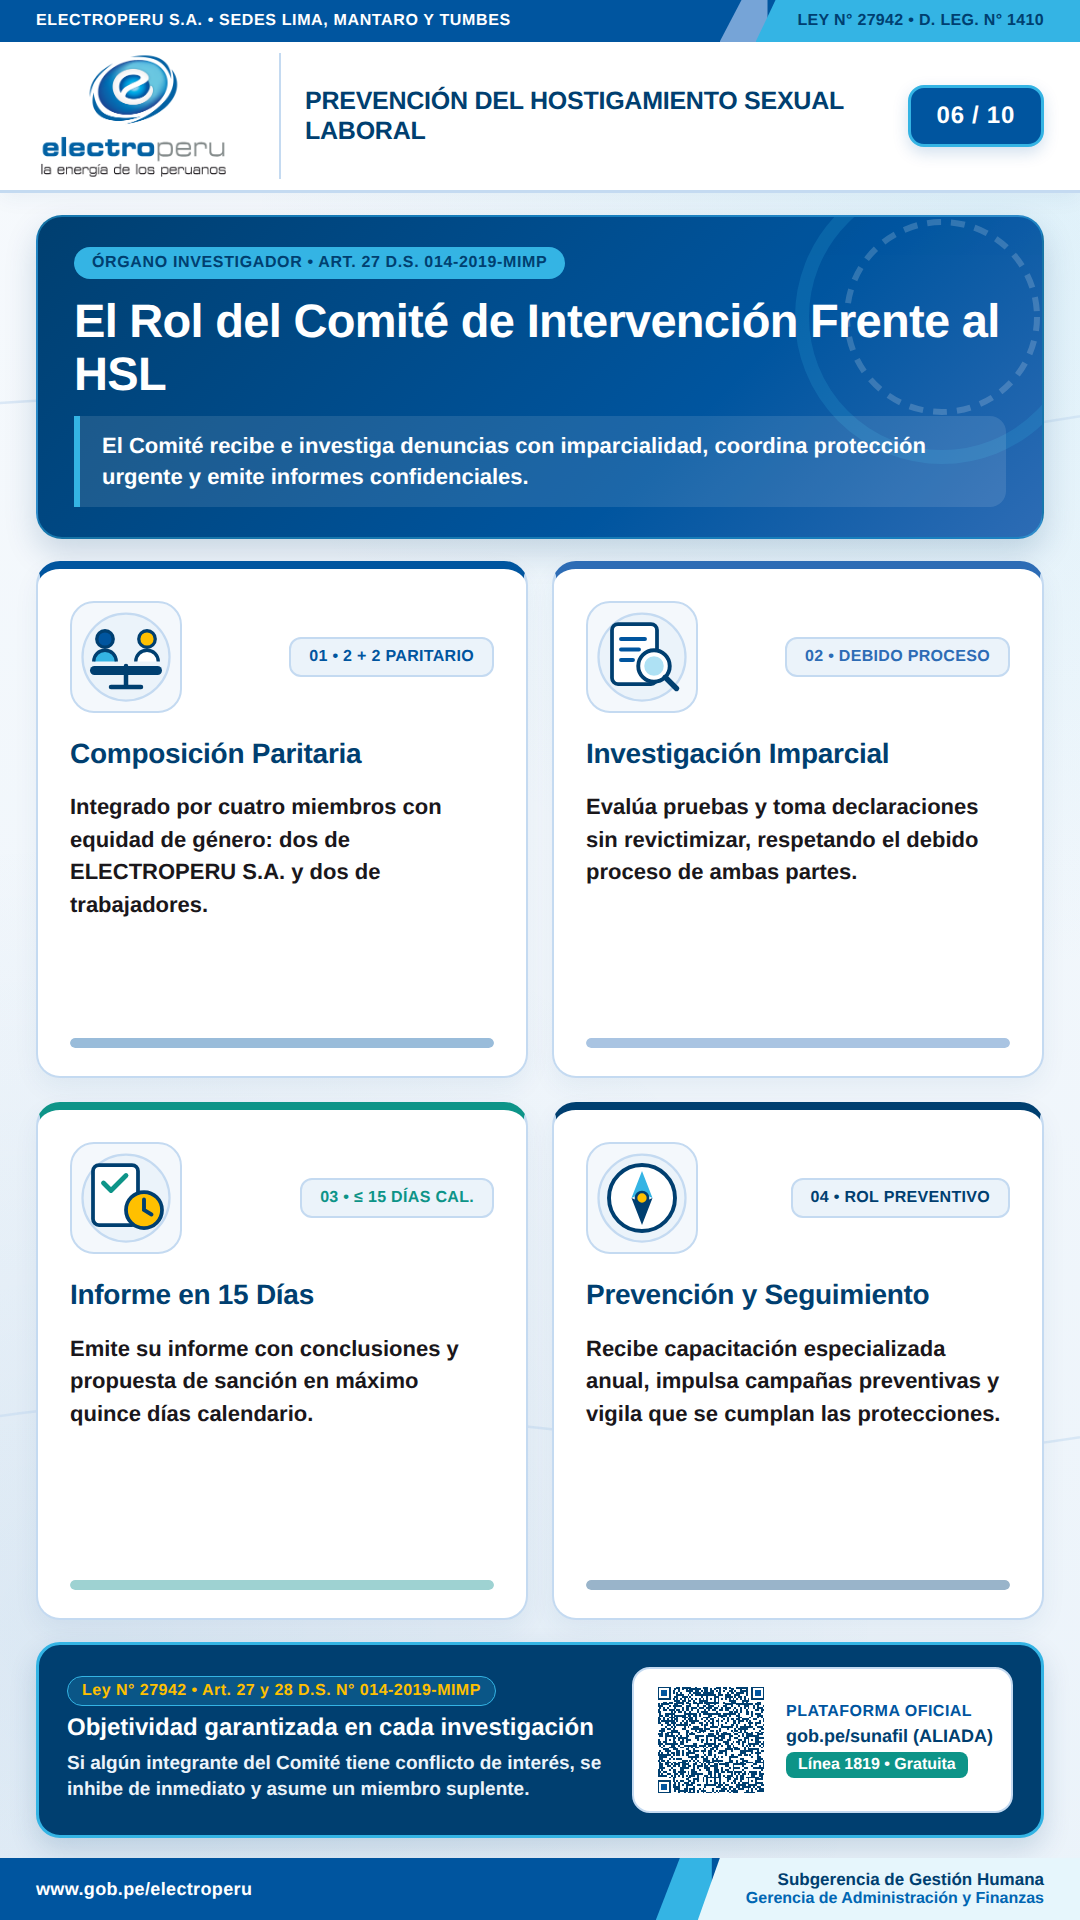 ELECTROPERU S.A. • SEDES LIMA, MANTARO Y TUMBES
LEY N° 27942 • D. LEG. N° 1410
electroperu
la energía de los peruanos
PREVENCIÓN DEL HOSTIGAMIENTO SEXUAL
LABORAL
06 / 10
ÓRGANO INVESTIGADOR • ART. 27 D.S. 014-2019-MIMP
El Rol del Comité de Intervención Frente al
HSL
El Comité recibe e investiga denuncias con imparcialidad, coordina protección
urgente y emite informes confidenciales.
01 • 2 + 2 PARITARIO
Composición Paritaria
Integrado por cuatro miembros con
equidad de género: dos de
ELECTROPERU S.A. y dos de
trabajadores.
02 • DEBIDO PROCESO
Investigación Imparcial
Evalúa pruebas y toma declaraciones
sin revictimizar, respetando el debido
proceso de ambas partes.
03 • ≤ 15 DÍAS CAL.
Informe en 15 Días
Emite su informe con conclusiones y
propuesta de sanción en máximo
quince días calendario.
04 • ROL PREVENTIVO
Prevención y Seguimiento
Recibe capacitación especializada
anual, impulsa campañas preventivas y
vigila que se cumplan las protecciones.
Ley N° 27942 • Art. 27 y 28 D.S. N° 014-2019-MIMP
Objetividad garantizada en cada investigación
Si algún integrante del Comité tiene conflicto de interés, se
inhibe de inmediato y asume un miembro suplente.
PLATAFORMA OFICIAL
gob.pe/sunafil (ALIADA)
Línea 1819 • Gratuita
www.gob.pe/electroperu
Subgerencia de Gestión Humana
Gerencia de Administración y Finanzas